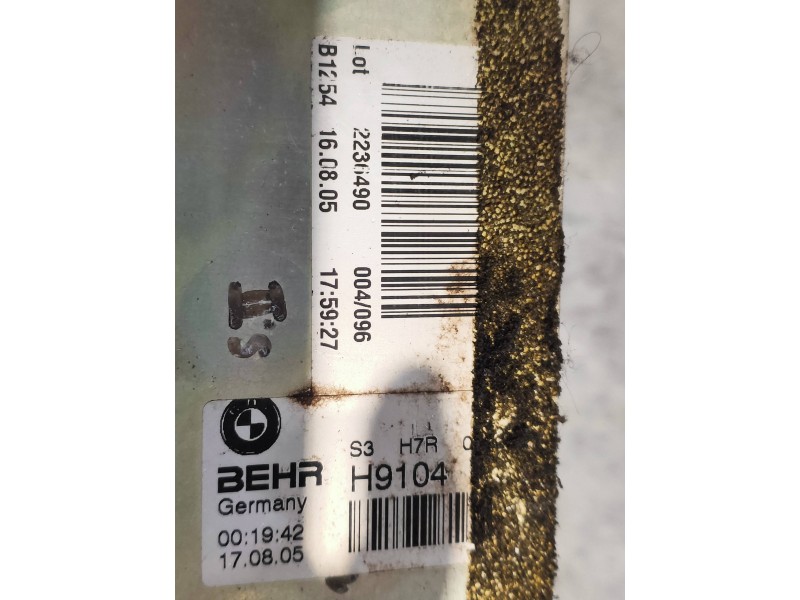 Lot 2236490 004/096
B1254 16.08.05 17:59:27
S3 H7R
BEHR H9104
Germany
00:19:42
17.08.05